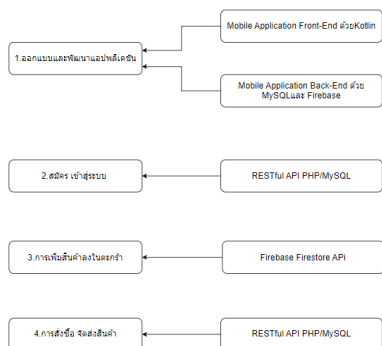 Mobile Application Front-End ด้วยKotlin
1.ออกแบบและพัฒนาแอปพลิเคชัน
Mobile Application Back-End ด้วย
MySQLและ Firebase
2.สมัคร เข้าสู่ระบบ
RESTful API PHP/MySQL
3.การเพิ่มสินค้าลงในตะกร้า
Firebase Firestore APi
4.การสั่งซื้อ จัดส่งสินค้า
RESTful API PHP/MySQL